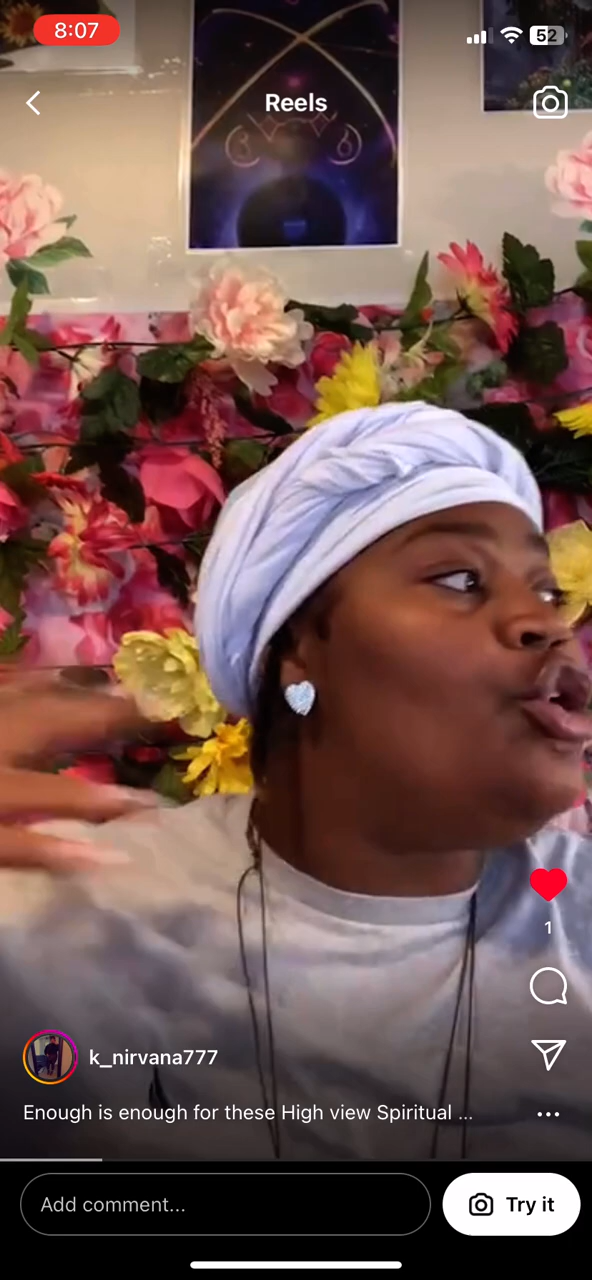 8:07
52
Reels
1
k_nirvana777
Enough is enough for these High view Spiritual ...
Add comment...
Try it